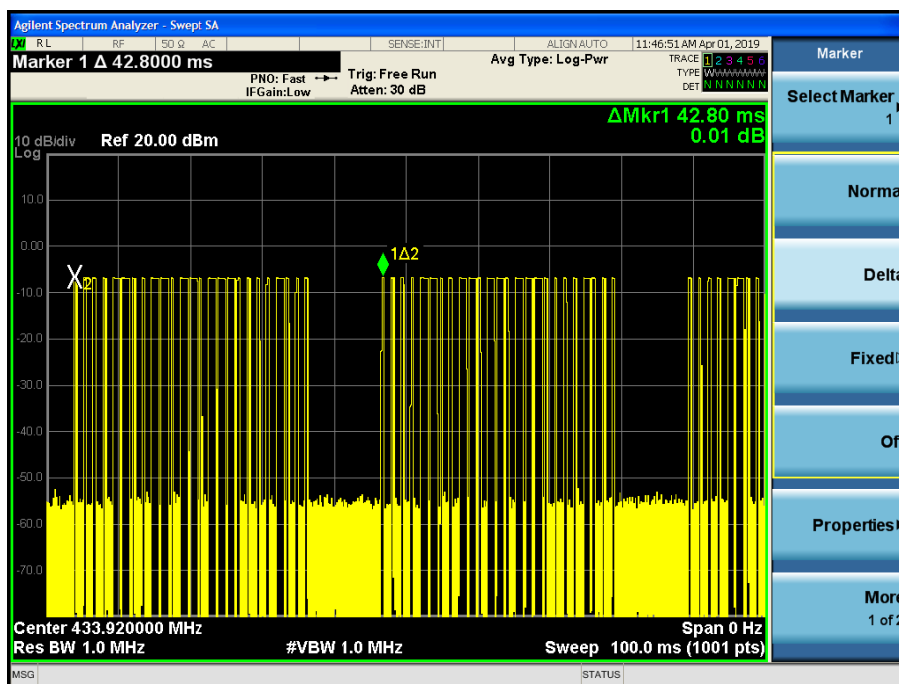 Agilent Spectrum Analyzer - Swept SA
LXI RL RF 50 Ω AC SENSE:INT ALIGN AUTO 11:46:51 AM Apr 01, 2019
Marker 1 Δ 42.8000 ms
PNO: Fast
IFGain:Low
Trig: Free Run
Atten: 30 dB
Avg Type: Log-Pwr
TRACE 1 2 3 4 5 6
TYPE WWWWWW
DET N N N N N N
ΔMkr1 42.80 ms
0.01 dB
10 dB/div Ref 20.00 dBm
Log
10.0
0.00
-10.0
-20.0
-30.0
-40.0
-50.0
-60.0
-70.0
X2
1Δ2
Center 433.920000 MHz Span 0 Hz
Res BW 1.0 MHz #VBW 1.0 MHz Sweep 100.0 ms (1001 pts)
MSG STATUS
Marker
Select Marker
1
Norma
Delta
Fixed
Of
Properties
More
1 of 2